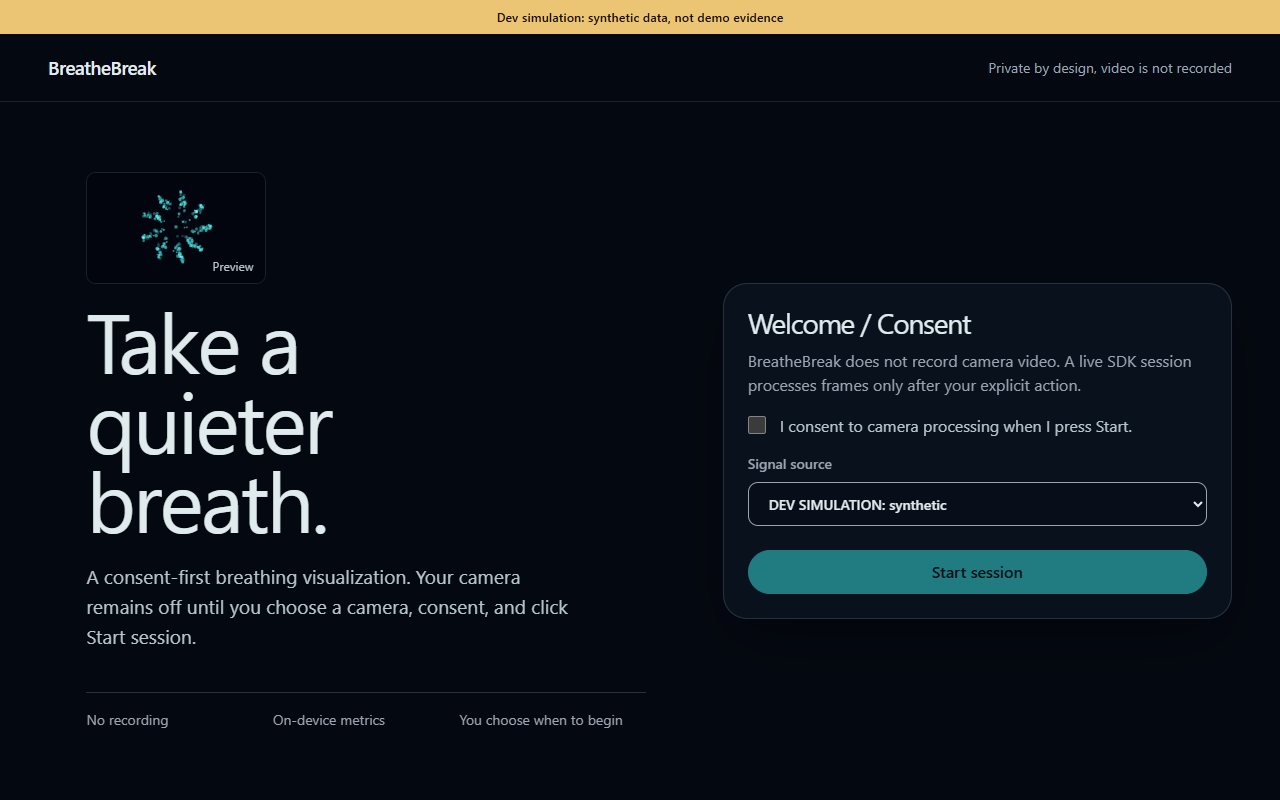 Dev simulation: synthetic data, not demo evidence
BreatheBreak
Private by design, video is not recorded
Preview
Take a
quieter
breath.
A consent-first breathing visualization. Your camera
remains off until you choose a camera, consent, and click
Start session.
No recording
On-device metrics
You choose when to begin
Welcome / Consent
BreatheBreak does not record camera video. A live SDK session
processes frames only after your explicit action.
I consent to camera processing when I press Start.
Signal source
DEV SIMULATION: synthetic
Start session